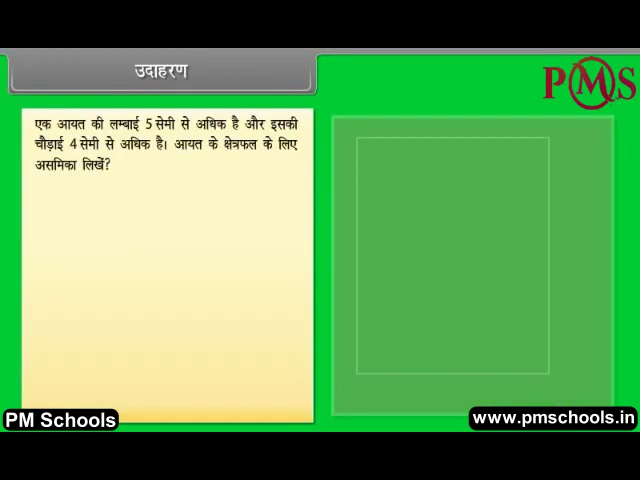 उदाहरण
PMS
एक आयत की लम्बाई 5 सेमी से अधिक है और इसकी
चौड़ाई 4 सेमी से अधिक है। आयत के क्षेत्रफल के लिए
असमिका लिखें?
PM Schools
www.pmschools.in